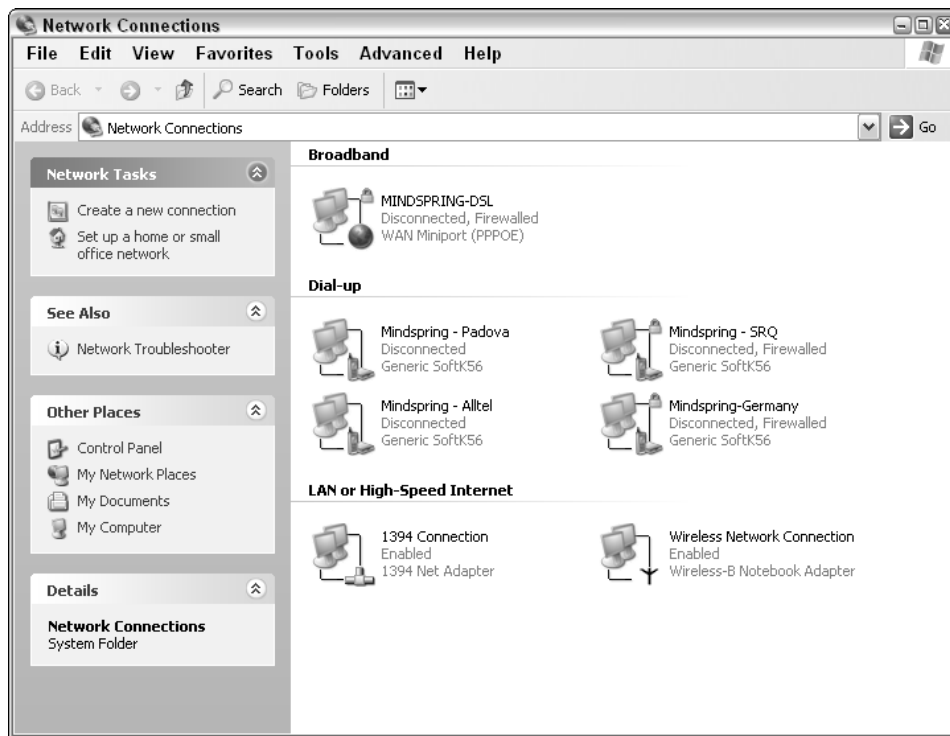 Network Connections
File Edit View Favorites Tools Advanced Help
Back Search Folders
Address Network Connections Go
Network Tasks
Create a new connection
Set up a home or small
office network
See Also
Network Troubleshooter
Other Places
Control Panel
My Network Places
My Documents
My Computer
Details
Network Connections
System Folder
Broadband
MINDSPRING-DSL
Disconnected, Firewalled
WAN Miniport (PPPOE)
Dial-up
Mindspring - Padova
Disconnected
Generic SoftK56
Mindspring - SRQ
Disconnected, Firewalled
Generic SoftK56
Mindspring - Alltel
Disconnected
Generic SoftK56
Mindspring-Germany
Disconnected, Firewalled
Generic SoftK56
LAN or High-Speed Internet
1394 Connection
Enabled
1394 Net Adapter
Wireless Network Connection
Enabled
Wireless-B Notebook Adapter